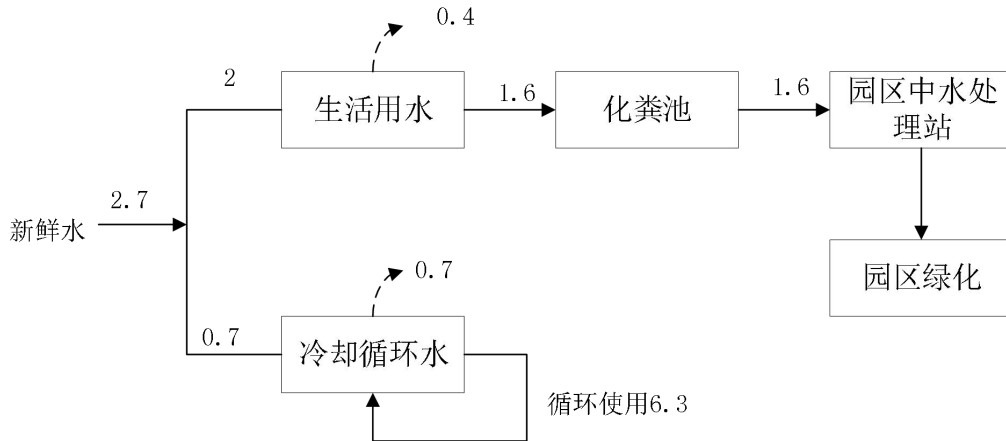 0.4
2
生活用水
1.6
化粪池
1.6
园区中水处
理站
2.7
新鲜水
园区绿化
0.7
0.7
冷却循环水
循环使用6.3